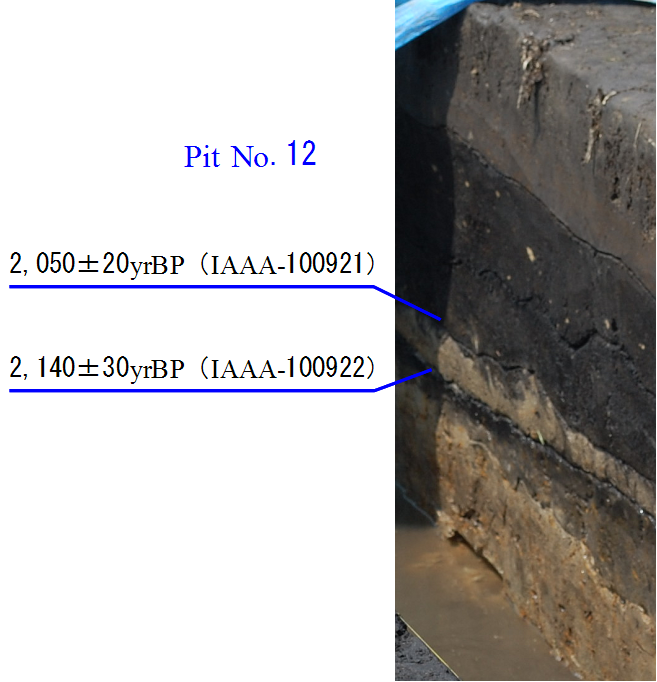 Pit No. 12
2, 050±20yrBP (IAAA-100921)
2, 140±30yrBP (IAAA-100922)